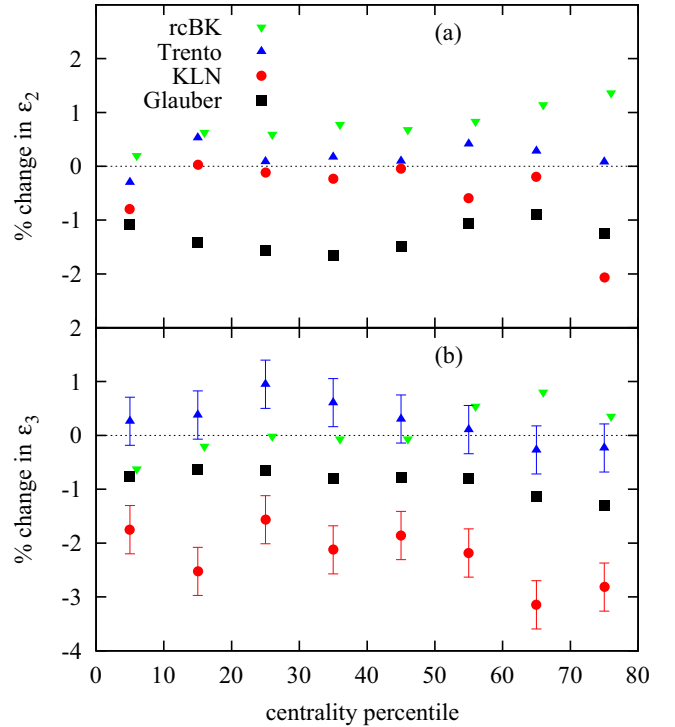 (a)
rcBK
Trento
KLN
Glauber
2
1
0
-1
-2
% change in ε2
(b)
2
1
0
-1
-2
-3
-4
% change in ε3
0 10 20 30 40 50 60 70 80
centrality percentile